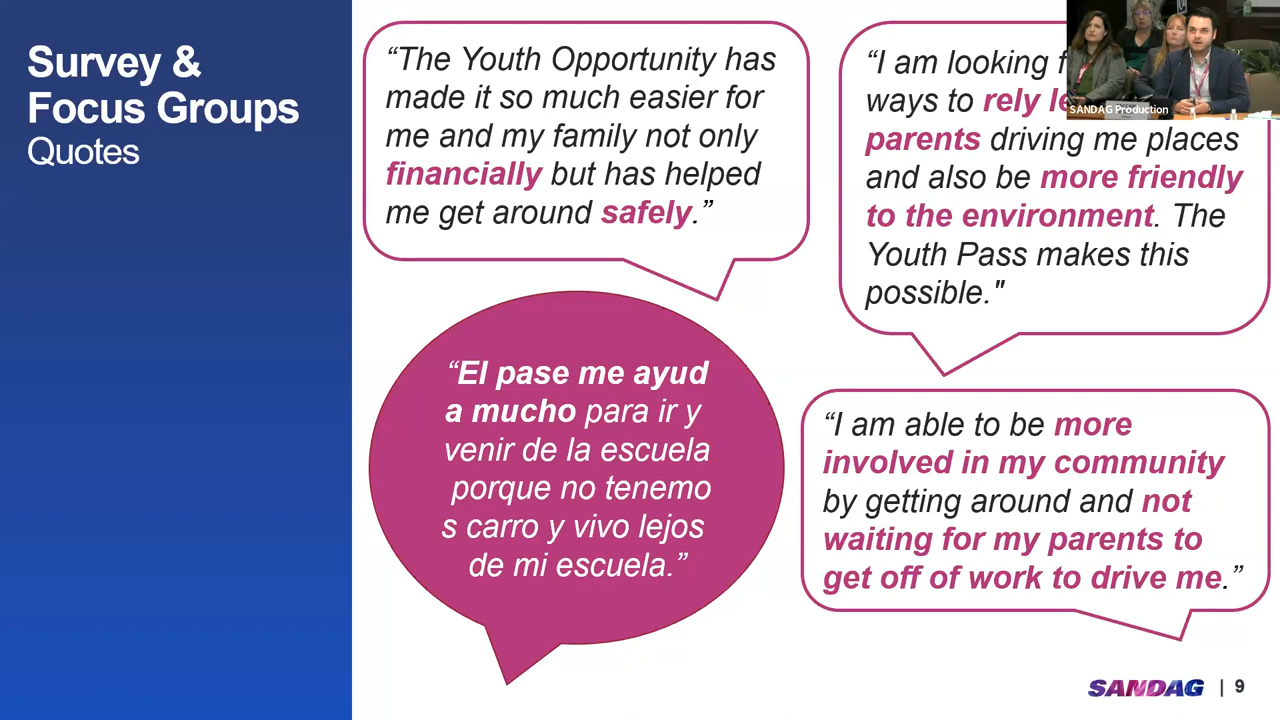 Survey &
Focus Groups
Quotes
“The Youth Opportunity has
made it so much easier for
me and my family not only
financially but has helped
me get around safely.”
“I am looking
ways to rely
parents driving me places
and also be more friendly
to the environment. The
Youth Pass makes this
possible."
“El pase me ayud
a mucho para ir y
venir de la escuela
porque no tenemo
s carro y vivo lejos
de mi escuela.”
“I am able to be more
involved in my community
by getting around and not
waiting for my parents to
get off of work to drive me.”
SANDAG Production
SANDAG | 9